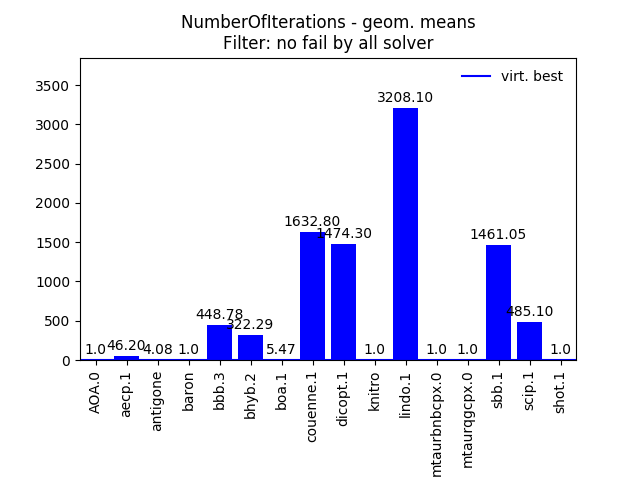 NumberOfIterations - geom. means
Filter: no fail by all solver
virt. best
3500
3000
2500
2000
1500
1000
500
0
1.0
46.20
4.08
1.0
448.78
322.29
5.47
1632.80
1474.30
1.0
3208.10
1.0
1.0
1461.05
485.10
1.0
AOA.0
aecp.1
antigone
baron
bbb.3
bhyb.2
boa.1
couenne.1
dicopt.1
knitro
lindo.1
mtaurbnbcpx.0
mtaurqgcpx.0
sbb.1
scip.1
shot.1